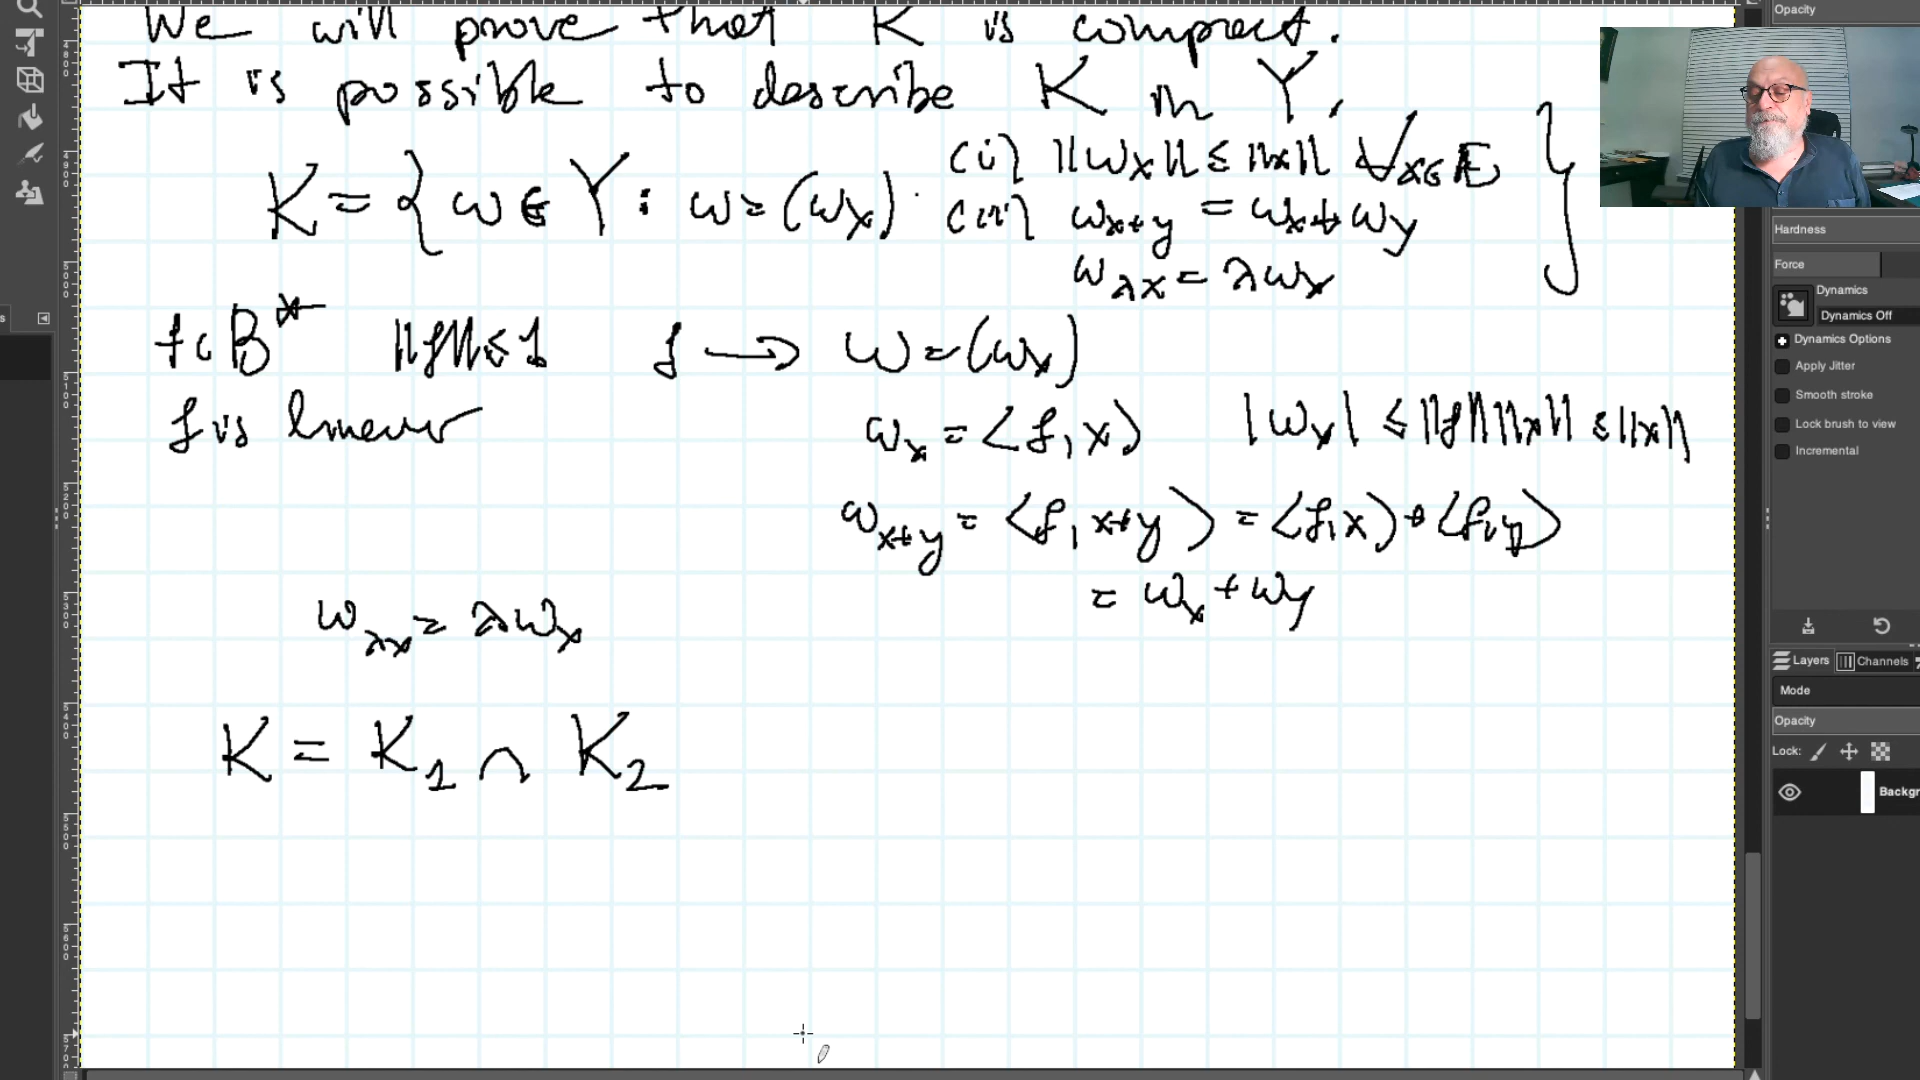 We will prove that K is compact.
It is possible to describe K in Y.
K = { ω ∈ Y : ω = (ωx) . (i) ||ωx|| ≤ ||x|| ∀x∈E }
(ii) ωx+y = ωx + ωy
ωλx = λωx
f ∈ B* ||f|| ≤ 1 f → ω = (ωx)
f is linear
ωx = ⟨f, x⟩ |ωx| ≤ ||f|| ||x|| ≤ ||x||
ωx+y = ⟨f, x+y⟩ = ⟨f, x⟩ + ⟨f, y⟩
= ωx + ωy
ωλx = λωx
K = K1 ∩ K2
Opacity
Hardness
Force
Dynamics
Dynamics Off
Dynamics Options
Apply Jitter
Smooth stroke
Lock brush to view
Incremental
Layers Channels
Mode
Opacity
Lock:
Backgr